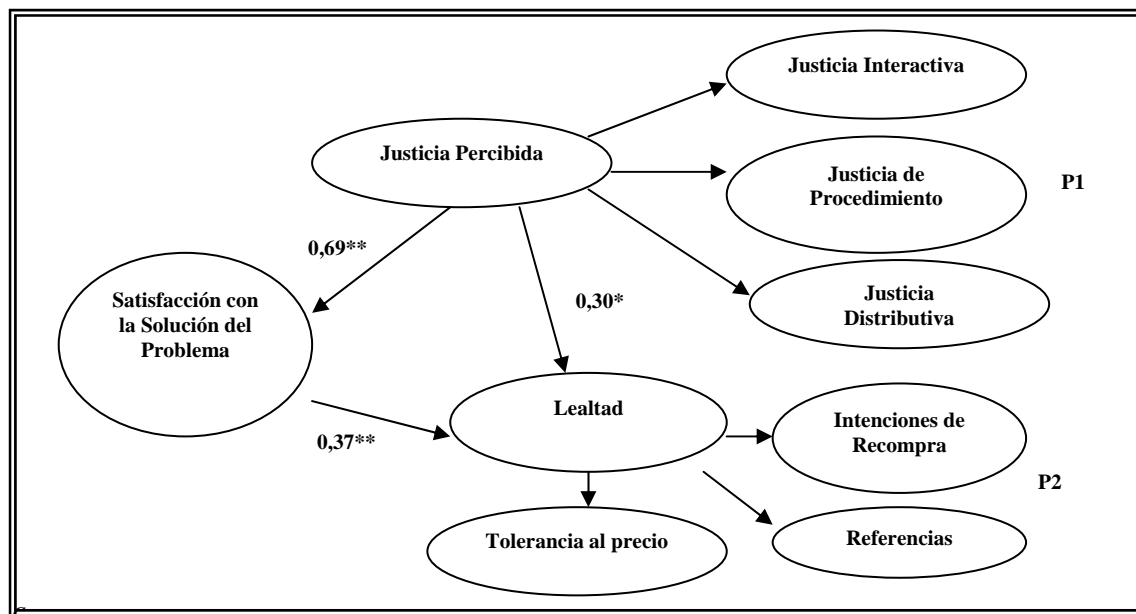 Justicia Interactiva
Justicia Percibida
Justicia de
Procedimiento
P1
0,69**
Satisfacción con
la Solución del
Problema
0,30*
Justicia
Distributiva
Lealtad
Intenciones de
Recompra
0,37**
P2
Tolerancia al precio
Referencias